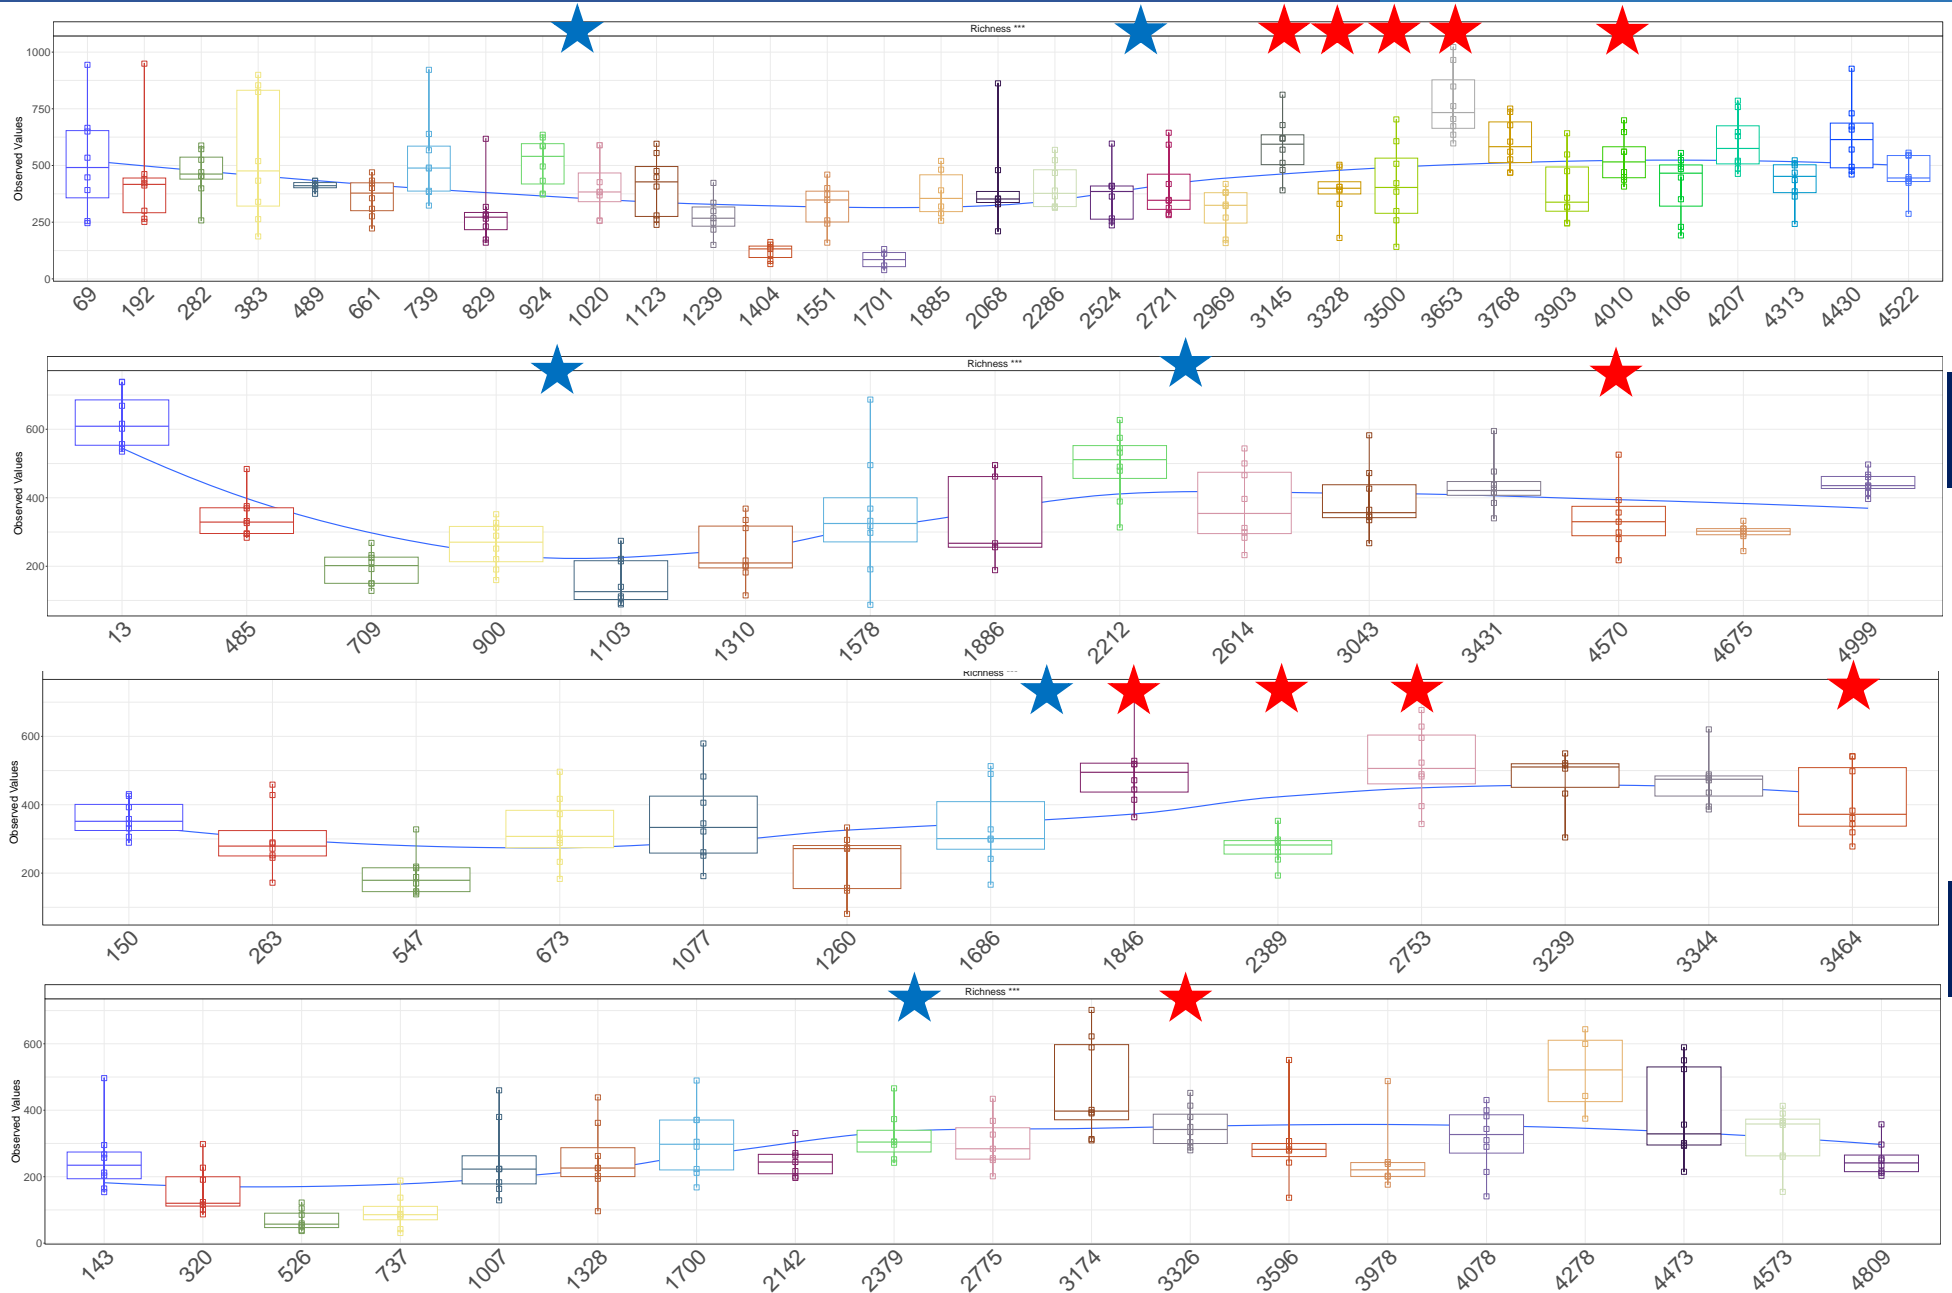 Richness ***
Observed Values
1000
750
500
250
0
69 192 282 383 489 661 739 829 924 1020 1123 1239 1404 1551 1701 1885 2068 2286 2524 2721 2969 3145 3328 3500 3653 3768 3903 4010 4106 4207 4313 4430 4522
Richness ***
Observed Values
600
400
200
13 485 709 900 1103 1310 1578 1886 2212 2614 3043 3431 4570 4675 4999
Richness ***
Observed Values
600
400
200
150 263 547 673 1077 1260 1686 1846 2389 2753 3239 3344 3464
Richness ***
Observed Values
600
400
200
0
143 320 526 737 1007 1328 1700 2142 2379 2775 3174 3326 3596 3978 4078 4278 4473 4573 4809